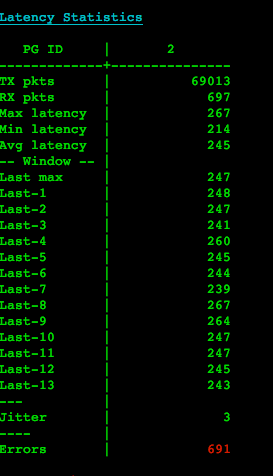 Latency Statistics
PG ID | 2
-------------+---------------
TX pkts | 69013
RX pkts | 697
Max latency | 267
Min latency | 214
Avg latency | 245
-- Window -- |
Last max | 247
Last-1 | 248
Last-2 | 247
Last-3 | 241
Last-4 | 260
Last-5 | 245
Last-6 | 244
Last-7 | 239
Last-8 | 267
Last-9 | 264
Last-10 | 247
Last-11 | 247
Last-12 | 245
Last-13 | 243
--- |
Jitter | 3
---- |
Errors | 691